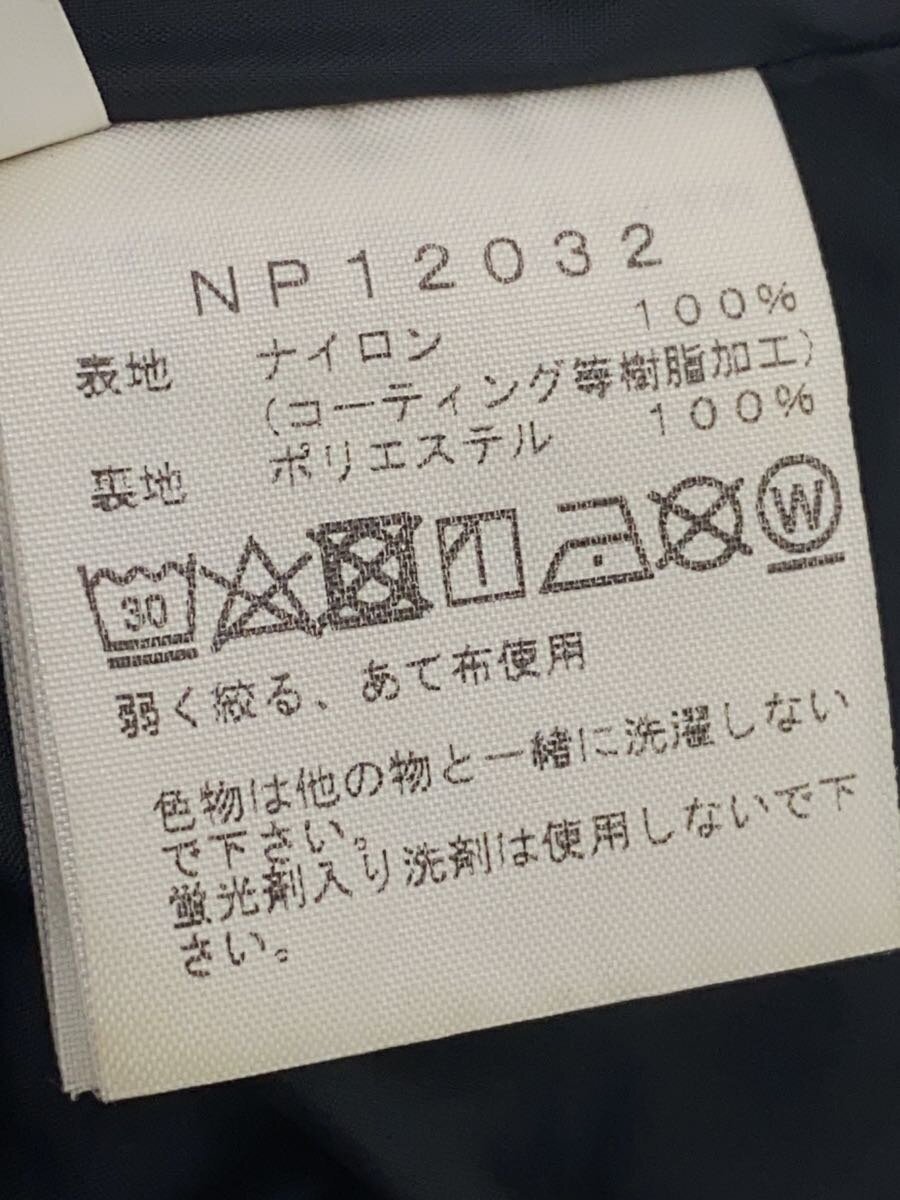 NP12032
表地 ナイロン 100%
(コーティング等樹脂加工)
裏地 ポリエステル 100%
30 W
弱く絞る、あて布使用
色物は他の物と一緒に洗濯しない
で下さい。
蛍光剤入り洗剤は使用しないで下
さい。